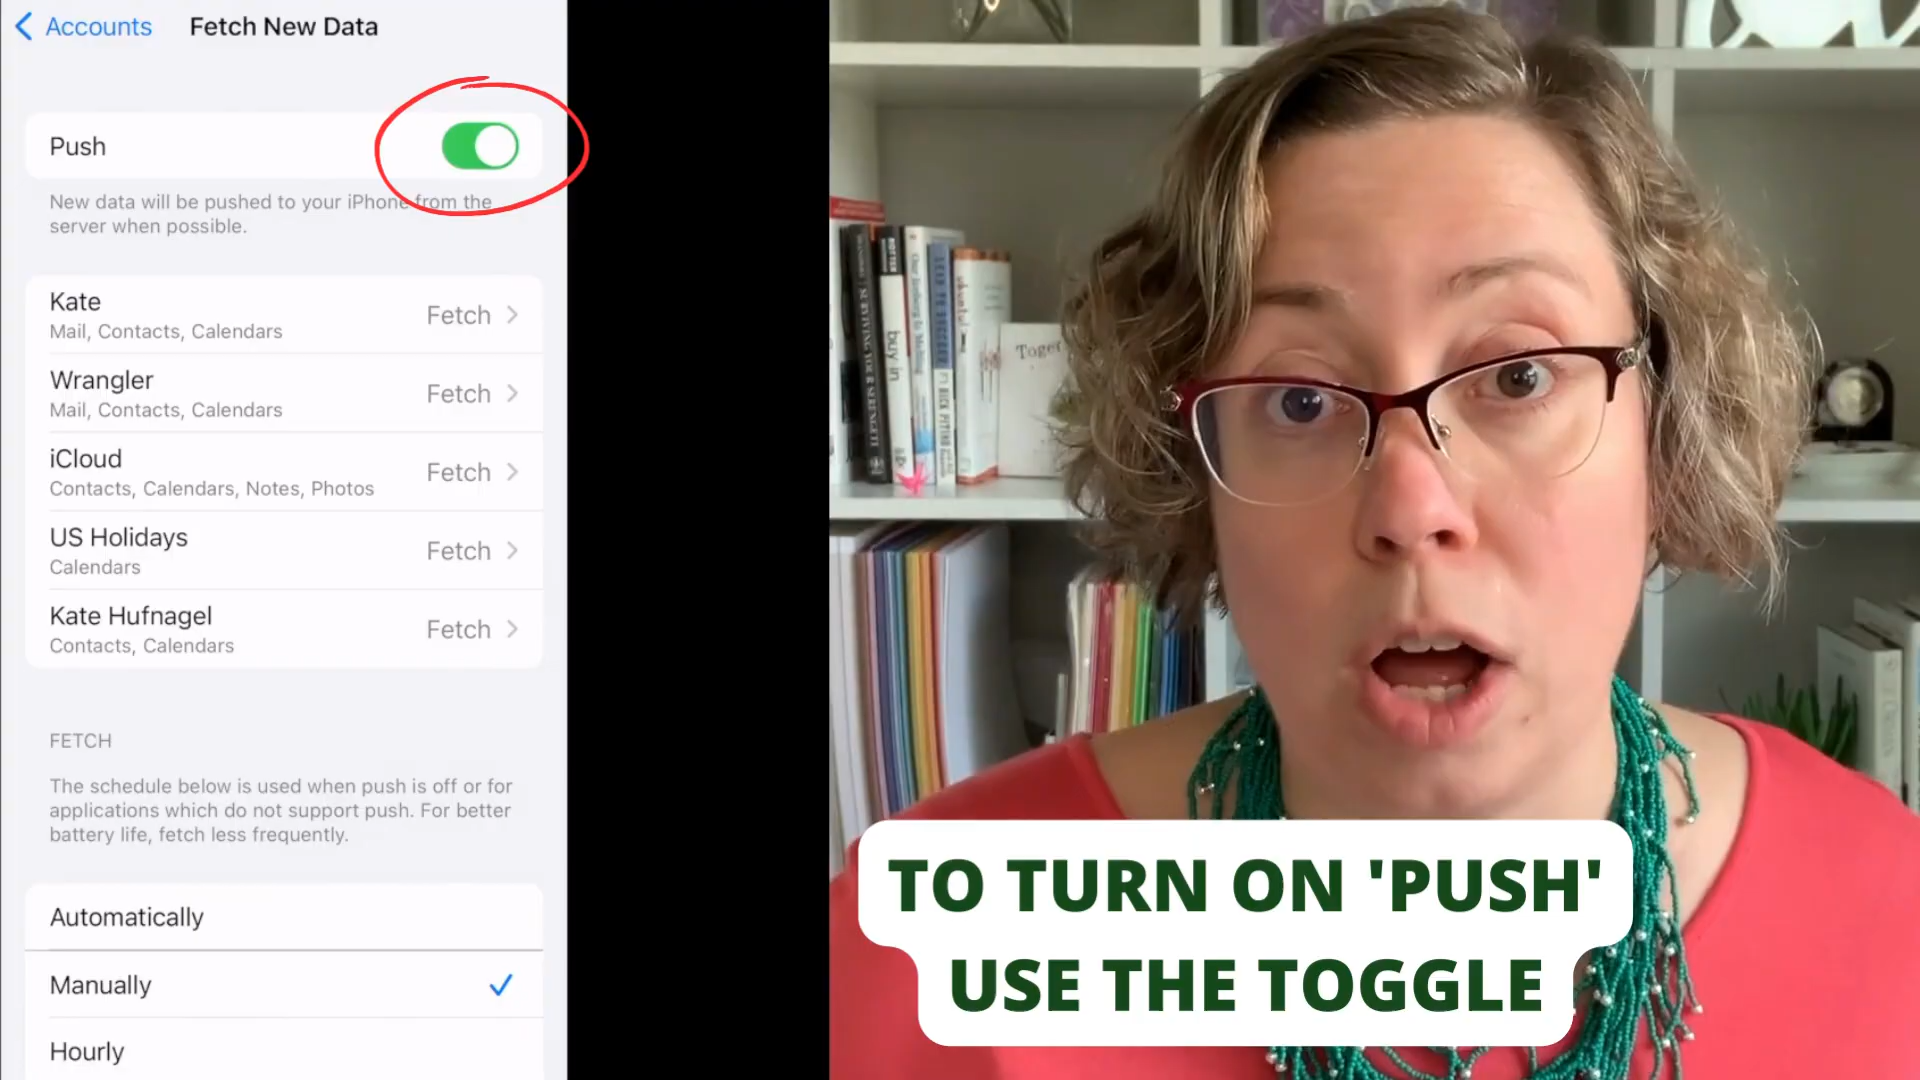 Accounts
Fetch New Data
Push
New data will be pushed to your iPhone from the
server when possible.
Kate
Mail, Contacts, Calendars
Fetch
Wrangler
Mail, Contacts, Calendars
Fetch
iCloud
Contacts, Calendars, Notes, Photos
Fetch
US Holidays
Calendars
Fetch
Kate Hufnagel
Contacts, Calendars
Fetch
FETCH
The schedule below is used when push is off or for
applications which do not support push. For better
battery life, fetch less frequently.
Automatically
Manually
Hourly
buy in
Toget
TO TURN ON 'PUSH'
USE THE TOGGLE